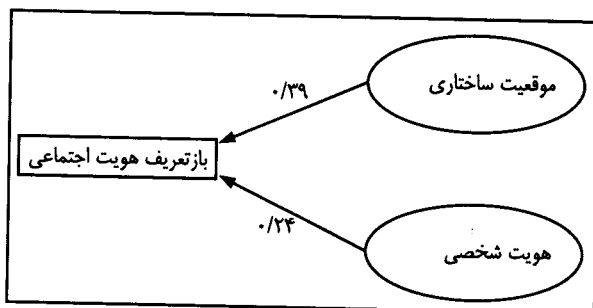 موقعیت ساختاری
۰/۳۹
بازتعریف هویت اجتماعی
۰/۲۴
هویت شخصی